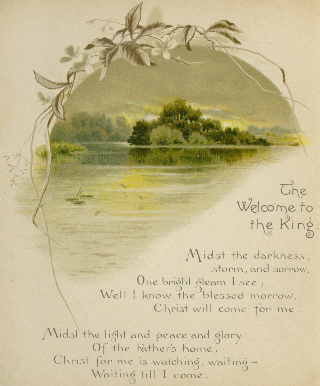 The
Welcome to
the King.
Midst the darkness,
storm, and sorrow,
One bright gleam I see;
Well I know the blessed morrow,
Christ will come for me.
Midst the light and peace and glory
Of the Father's home,
Christ for me is watching, waiting—
Waiting till I come.